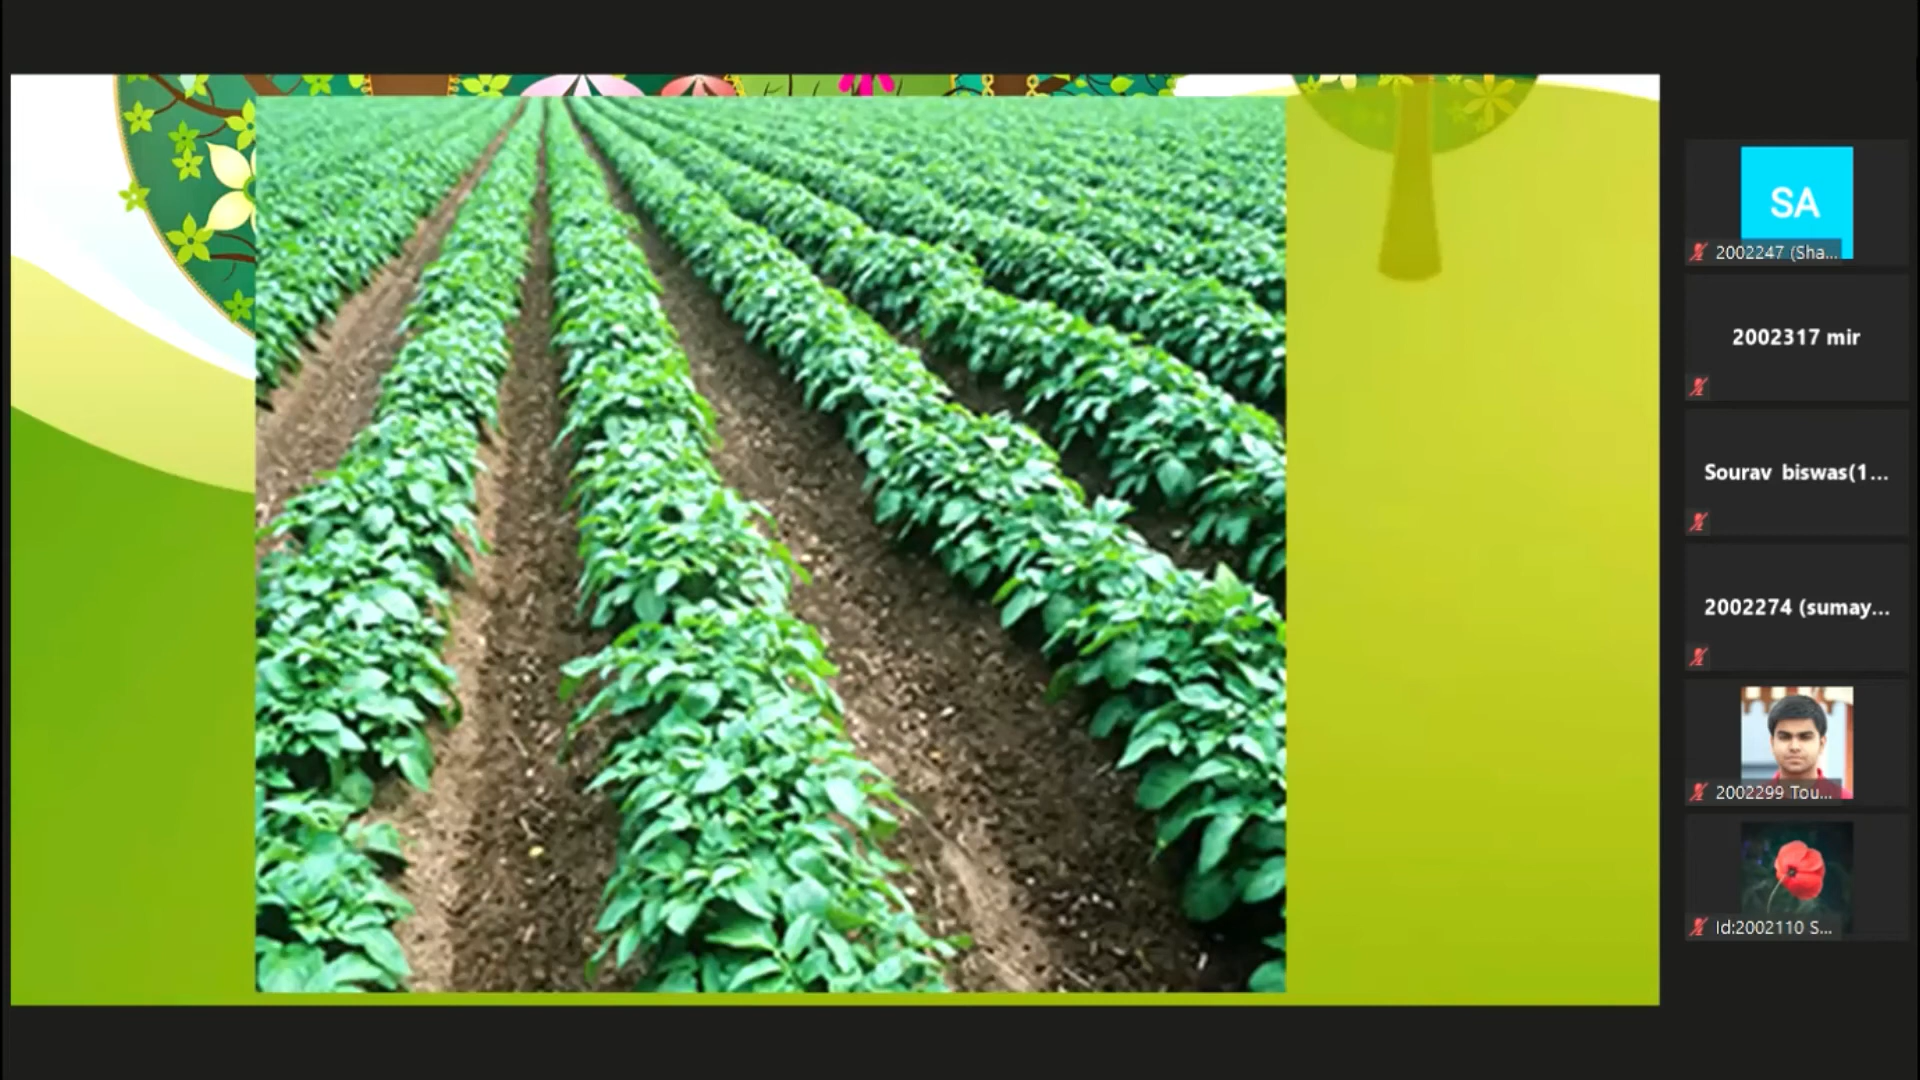 SA
2002247 (Sha...
2002317 mir
Sourav biswas(1...
2002274 (sumay...
2002299 Tou...
Id:2002110 S...